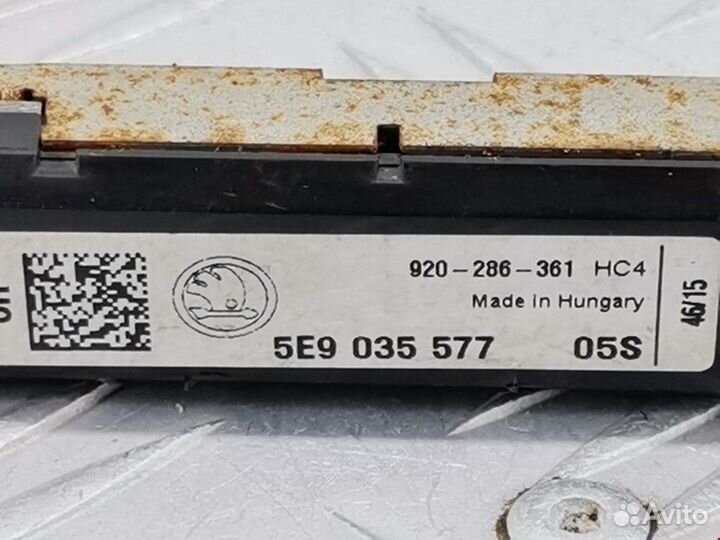 920-286-361 HC4
Made in Hungary
5E9 035 577 05S
46/15
Avito